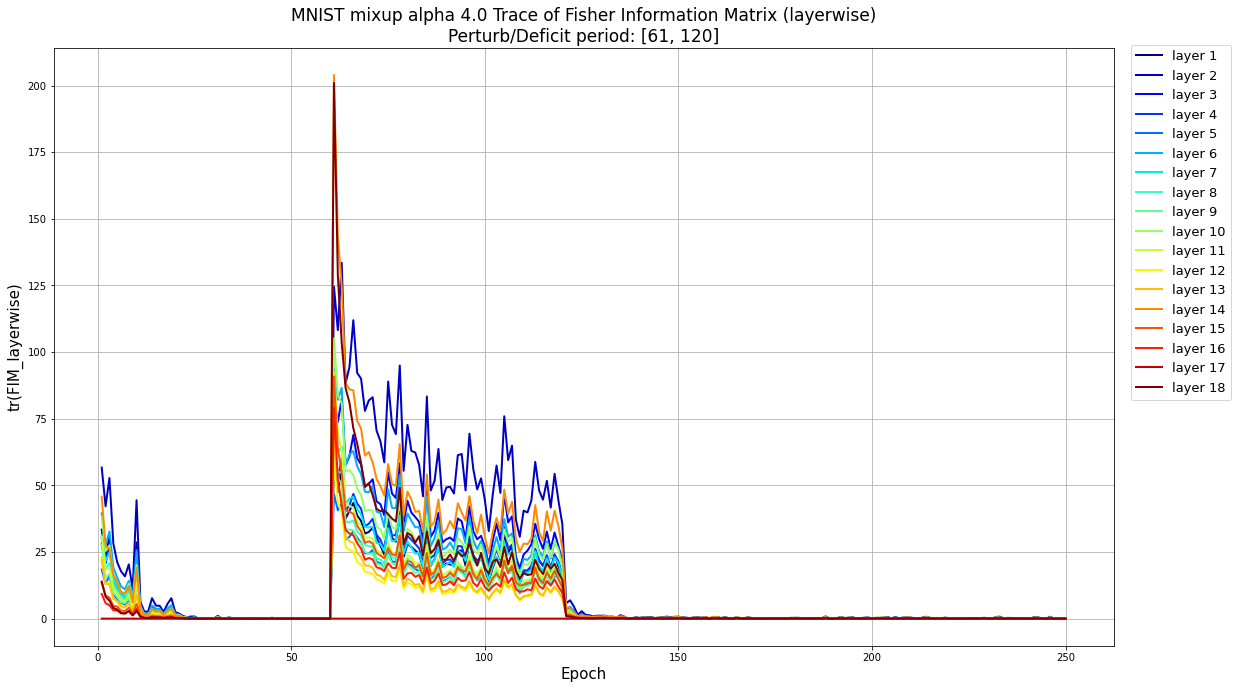 MNIST mixup alpha 4.0 Trace of Fisher Information Matrix (layerwise)
Perturb/Deficit period: [61, 120]
tr(FIM_layerwise)
200
175
150
125
100
75
50
25
0
0
50
100
150
200
250
Epoch
layer 1
layer 2
layer 3
layer 4
layer 5
layer 6
layer 7
layer 8
layer 9
layer 10
layer 11
layer 12
layer 13
layer 14
layer 15
layer 16
layer 17
layer 18